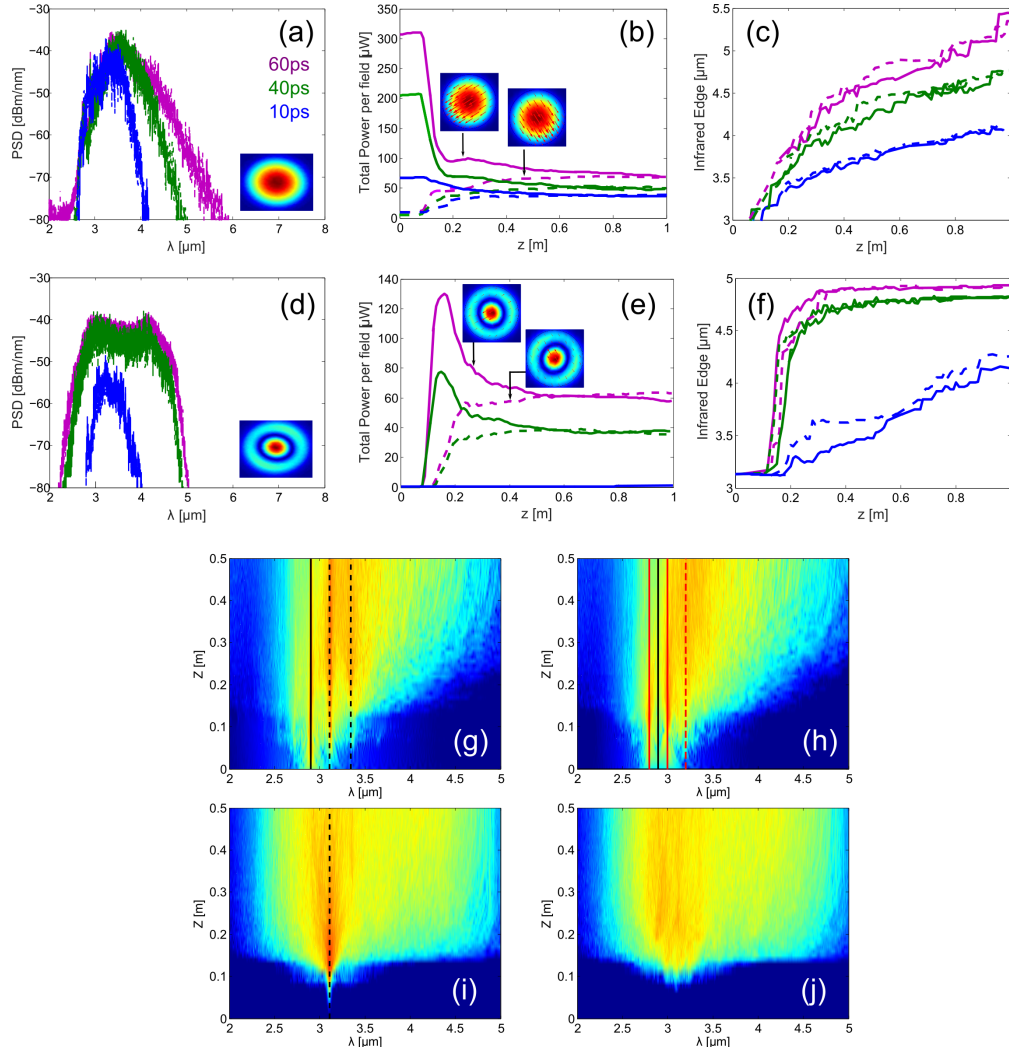 (a)
60ps
40ps
10ps
PSD [dBm/nm]
−30
−40
−50
−60
−70
−80
2 3 4 5 6 7 8
λ [µm]
(b)
Total Power per field [µW]
350
300
250
200
150
100
50
0
0 0.2 0.4 0.6 0.8 1
z [m]
(c)
Infrared Edge [µm]
5.5
5
4.5
4
3.5
3
0 0.2 0.4 0.6 0.8
z [m]
(d)
PSD [dBm/nm]
−30
−40
−50
−60
−70
−80
2 3 4 5 6 7 8
λ [µm]
(e)
Total Power per field [µW]
140
120
100
80
60
40
20
0
0 0.2 0.4 0.6 0.8 1
z [m]
(f)
Infrared Edge [µm]
5
4.5
4
3.5
3
0 0.2 0.4 0.6 0.8
z [m]
(g)
Z [m]
0.5
0.4
0.3
0.2
0.1
0
2 2.5 3 3.5 4 4.5 5
λ [µm]
(h)
Z [m]
0.5
0.4
0.3
0.2
0.1
0
2 2.5 3 3.5 4 4.5 5
λ [µm]
(i)
Z [m]
0.5
0.4
0.3
0.2
0.1
0
2 2.5 3 3.5 4 4.5 5
λ [µm]
(j)
Z [m]
0.5
0.4
0.3
0.2
0.1
0
2 2.5 3 3.5 4 4.5 5
λ [µm]